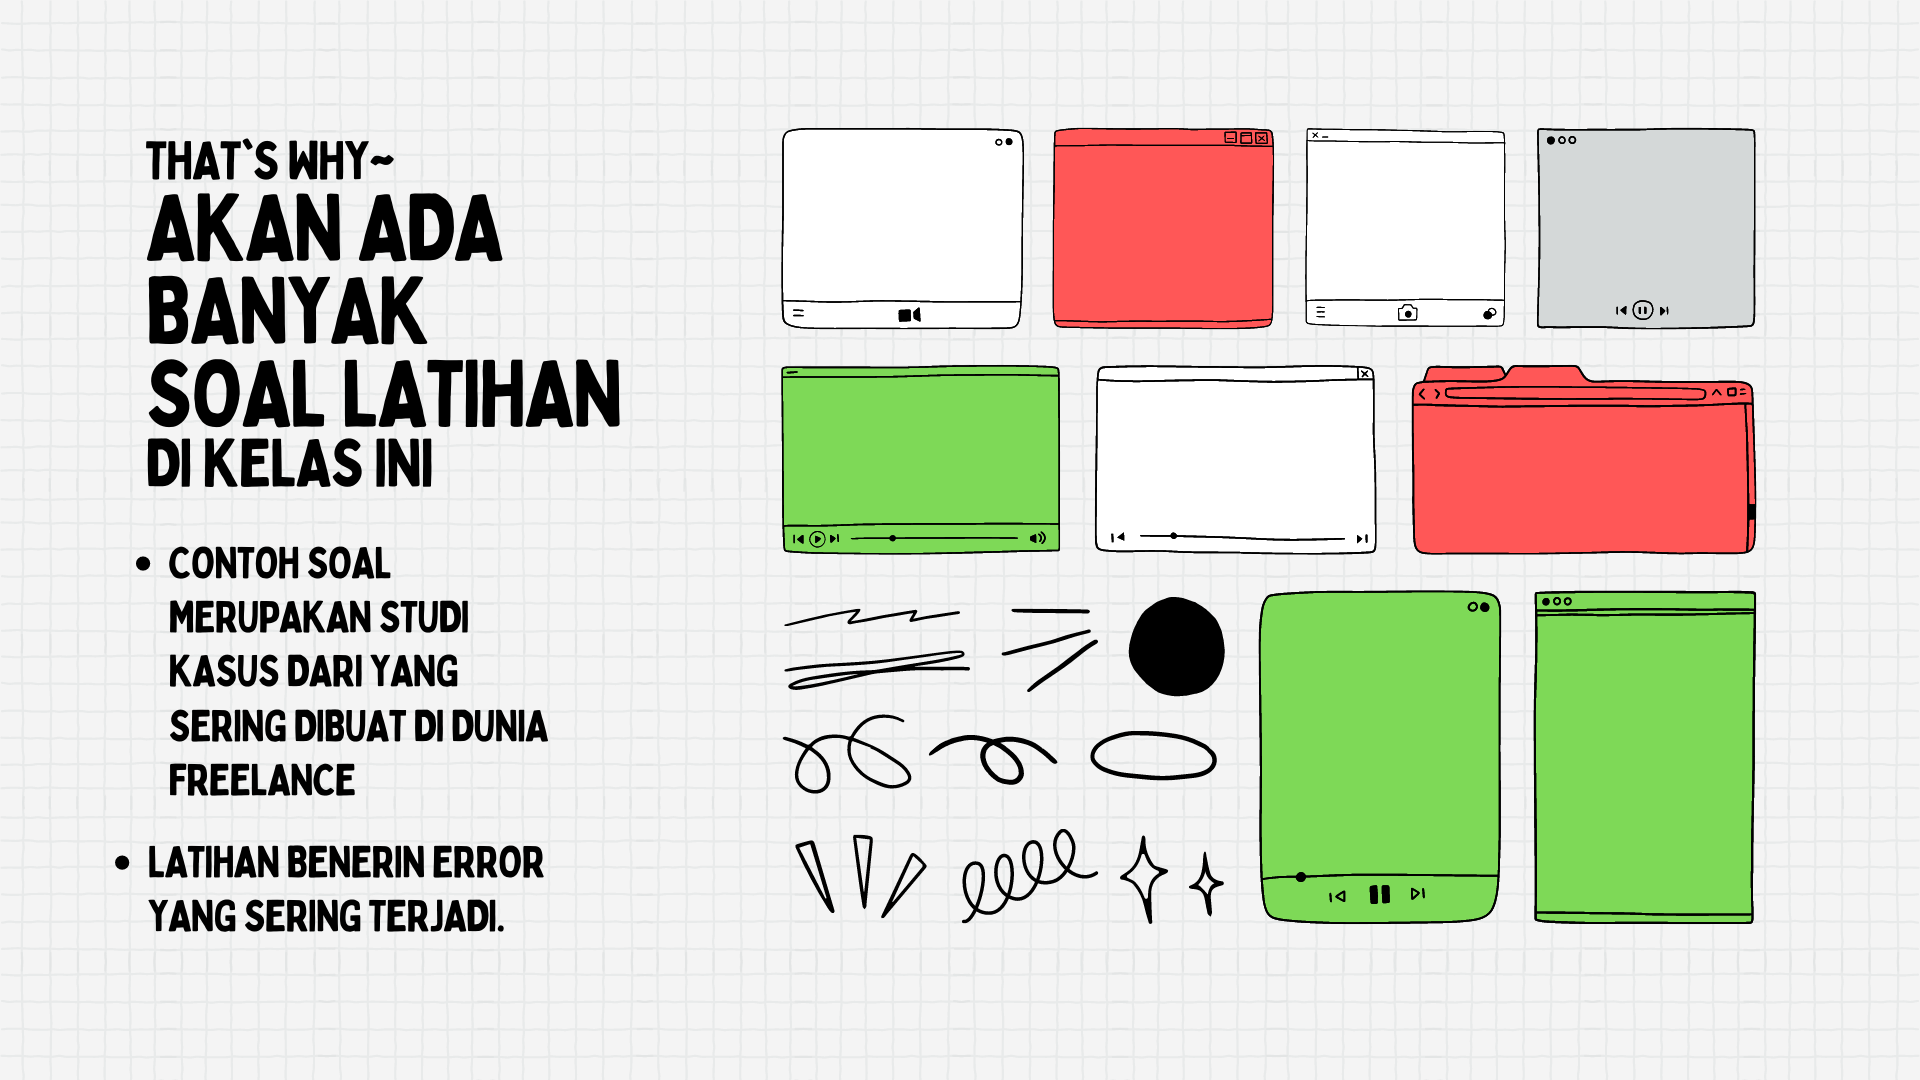 THAT`S WHY~
AKAN ADA
BANYAK
SOAL LATIHAN
DI KELAS INI
• CONTOH SOAL
MERUPAKAN STUDI
KASUS DARI YANG
SERING DIBUAT DI DUNIA
FREELANCE
• LATIHAN BENERIN ERROR
YANG SERING TERJADI.